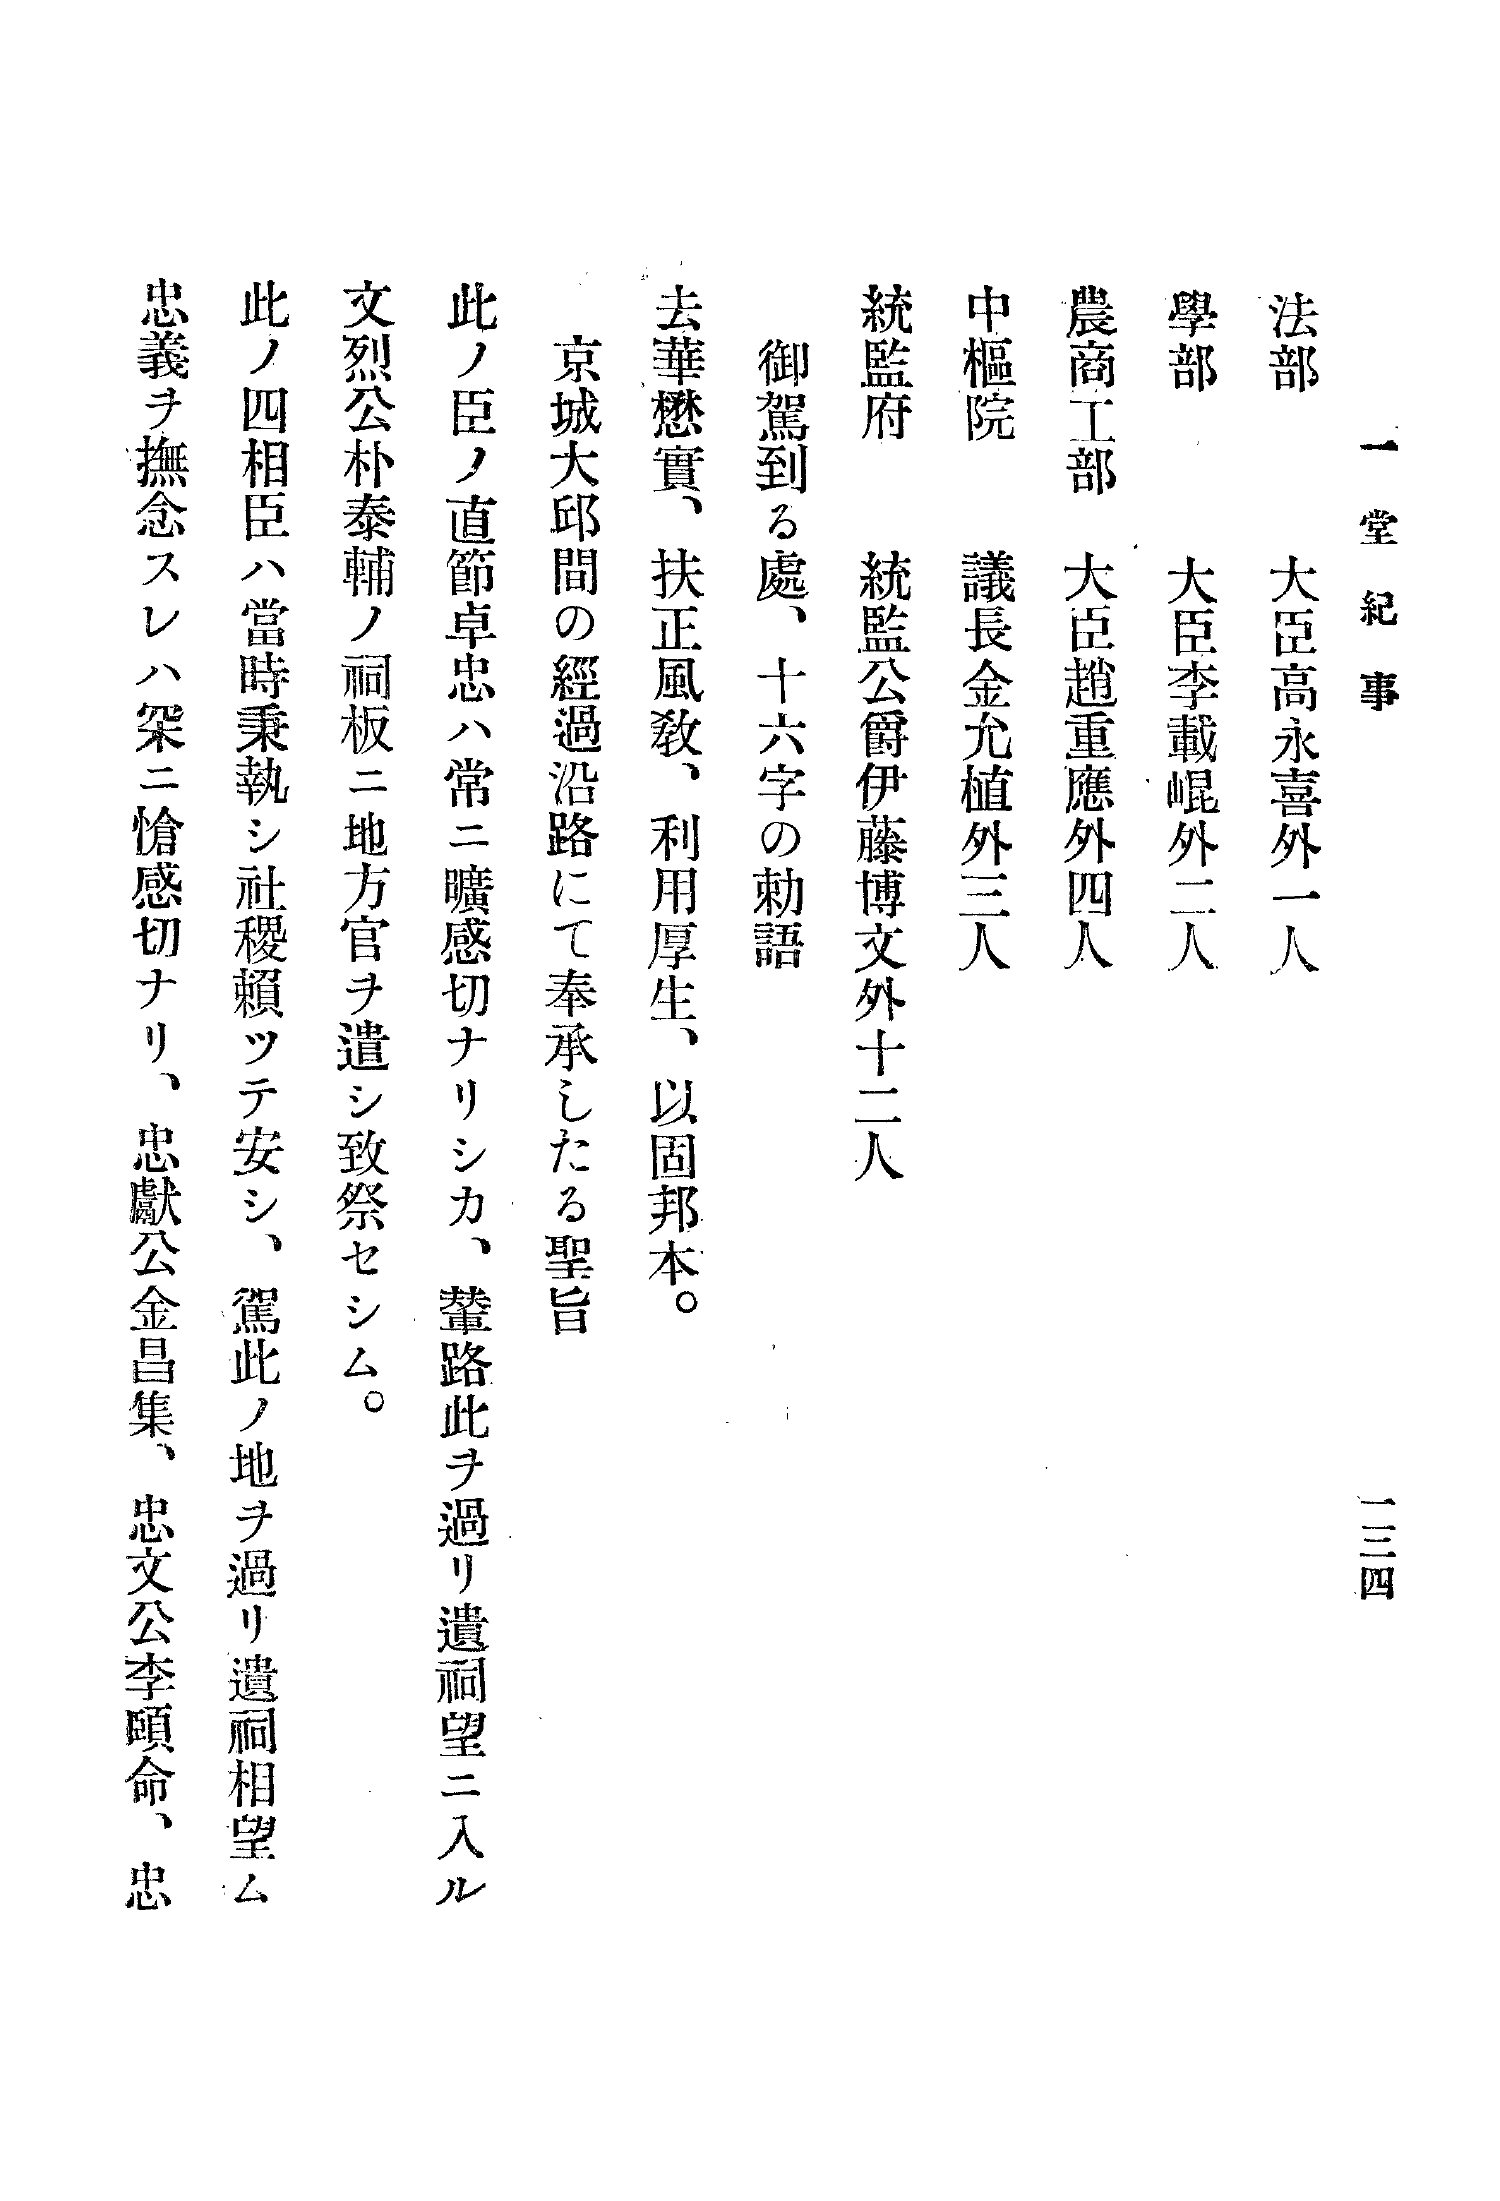 一堂紀事
一三四
法部 大臣高永喜外一人
學部 大臣李載崐外二人
農商工部 大臣趙重應外四人
中樞院 議長金允植外三人
統監府 統監公爵伊藤博文外十二人
御駕到る處、十六字の勅語
去華懋實、扶正風敎、利用厚生、以固邦本。
京城大邱間の經過沿路にて奉承したる聖旨
此ノ臣ノ直節卓忠ハ常ニ曠感切ナリシカ、輦路此ヲ過リ遺祠望ニ入ル
文烈公朴泰輔ノ祠板ニ地方官ヲ遣シ致祭セシム。
此ノ四相臣ハ當時秉執シ社稷賴ツテ安シ、駕此ノ地ヲ過リ遺祠相望ム
忠義ヲ撫念スレハ罙ニ愴感切ナリ、忠獻公金昌集、忠文公李頤命、忠